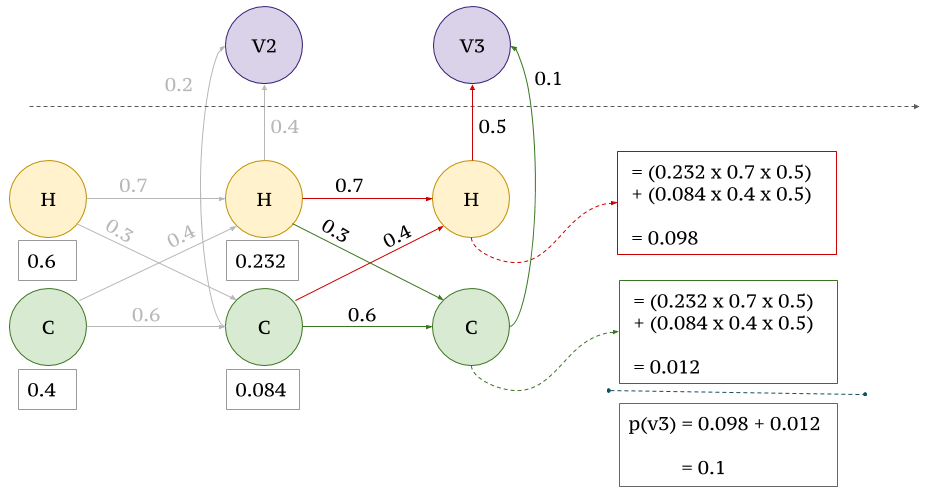 V2
V3
0.2
0.1
0.4
0.5
H
0.7
H
0.7
H
0.3
0.4
0.3
0.4
0.6
0.232
C
0.6
C
0.6
C
0.4
0.084
= (0.232 x 0.7 x 0.5)
+ (0.084 x 0.4 x 0.5)
= 0.098
= (0.232 x 0.7 x 0.5)
+ (0.084 x 0.4 x 0.5)
= 0.012
p(v3) = 0.098 + 0.012
= 0.1